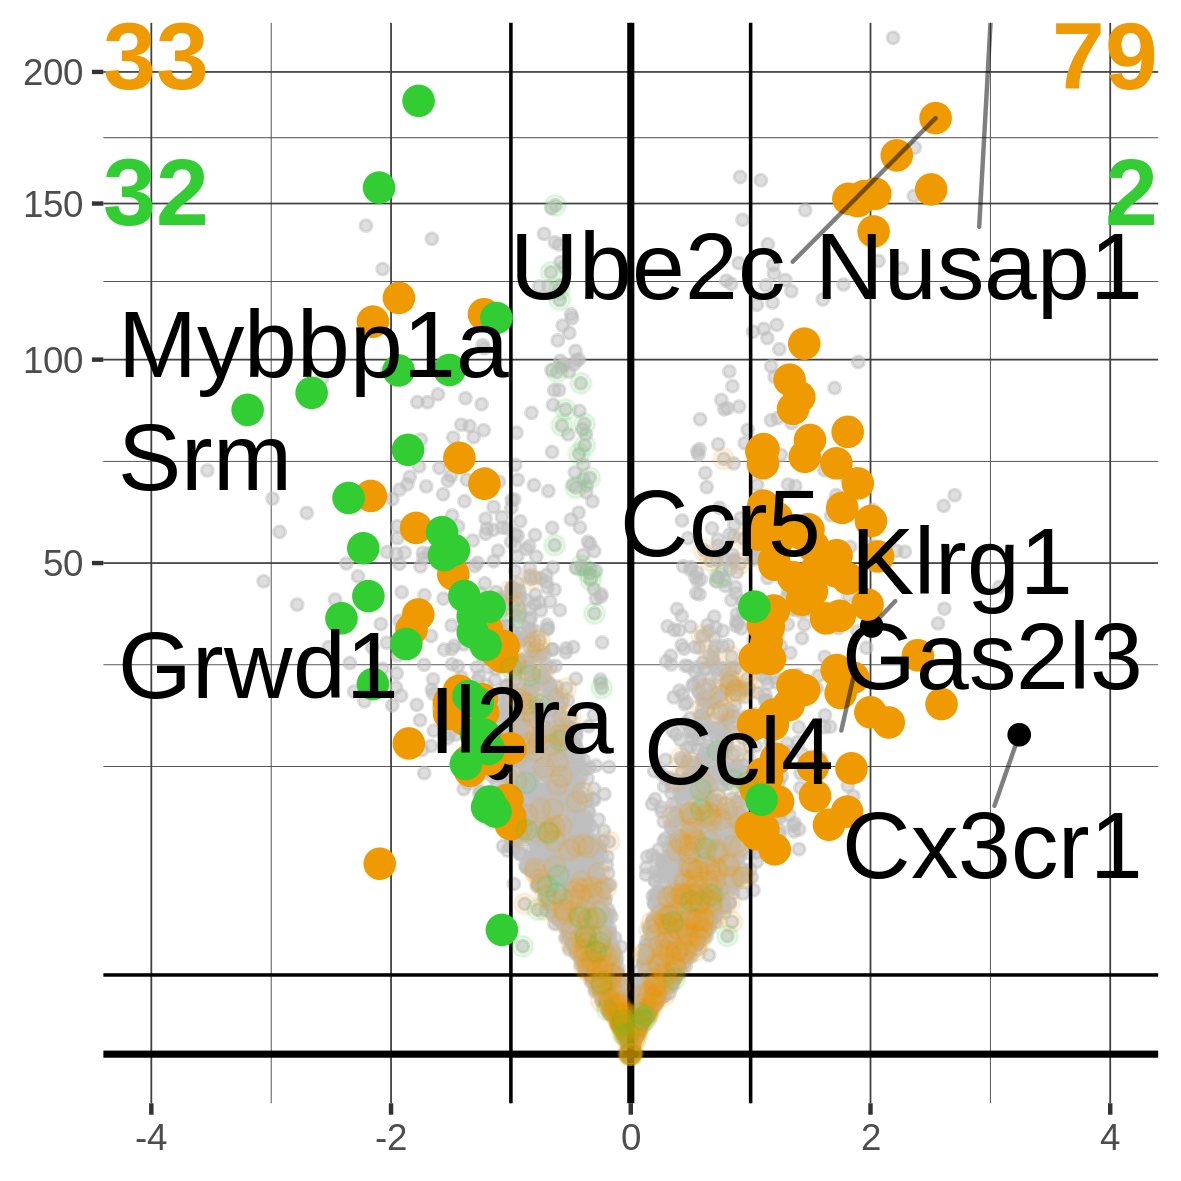 33 79
200
32 2
150
Ube2c Nusap1
Mybbp1a
100
Srm
Ccr5
50
Klrg1
Grwd1 Gas2l3
Il2ra Ccl4
Cx3cr1
-4 -2 0 2 4